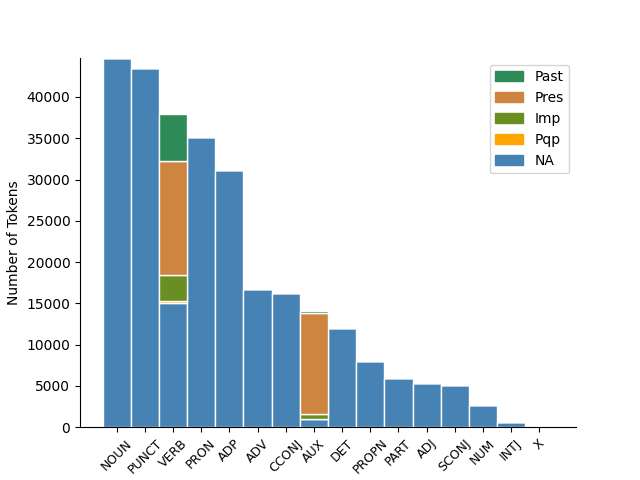 Past
Pres
Imp
Pqp
NA
Number of Tokens
40000
35000
30000
25000
20000
15000
10000
5000
0
NOUN
PUNCT
VERB
PRON
ADP
ADV
CCONJ
AUX
DET
PROPN
PART
ADJ
SCONJ
NUM
INTJ
X